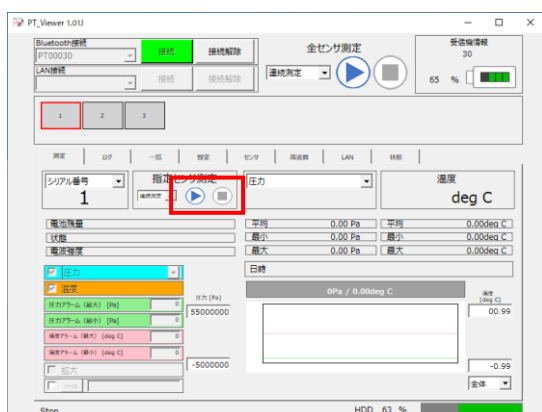 PT_Viewer 1.01J
Bluetooth接続
PT00030
接続
接続解除
LAN接続
接続
接続解除
全センサ測定
連続測定
受信機情報
30
65 %
1
2
3
測定
ログ
一覧
設定
センサ
周波数
LAN
状態
シリアル番号
1
指定センサ測定
連続測定
圧力
温度
deg C
電池残量
状態
電波強度
平均 0.00 Pa
最小 0.00 Pa
最大 0.00 Pa
平均 0.00deg C
最小 0.00deg C
最大 0.00deg C
日時
圧力
温度
圧力アラーム (最大) [Pa] 0
圧力アラーム (最小) [Pa] 0
温度アラーム (最大) [deg C] 0
温度アラーム (最小) [deg C] 0
拡大
圧力 [Pa]
55000000
-5000000
0Pa / 0.00deg C
温度
[deg C]
00.99
-0.99
全体
Stop
HDD 63 %